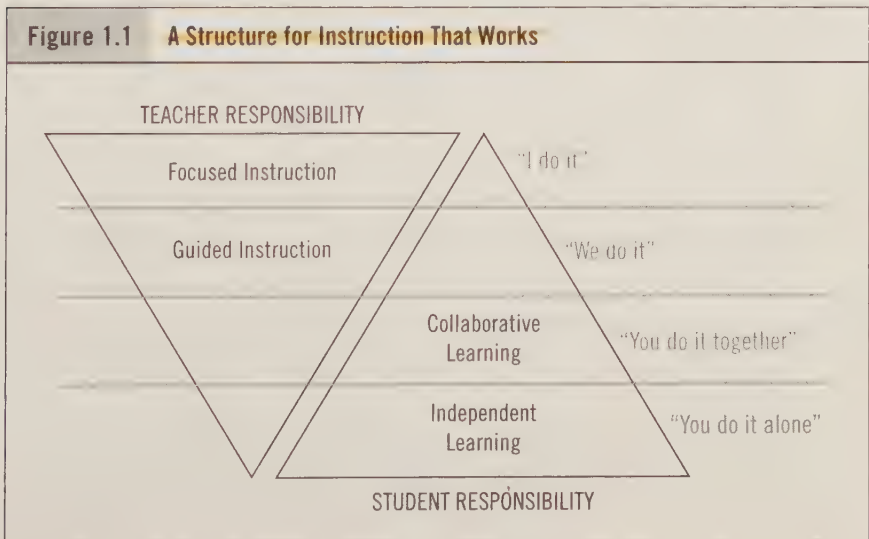 Figure 1.1 A Structure for Instruction That Works
TEACHER RESPONSIBILITY
Focused Instruction
"I do it"
Guided Instruction
"We do it"
Collaborative
Learning
"You do it together"
Independent
Learning
"You do it alone"
STUDENT RESPONSIBILITY